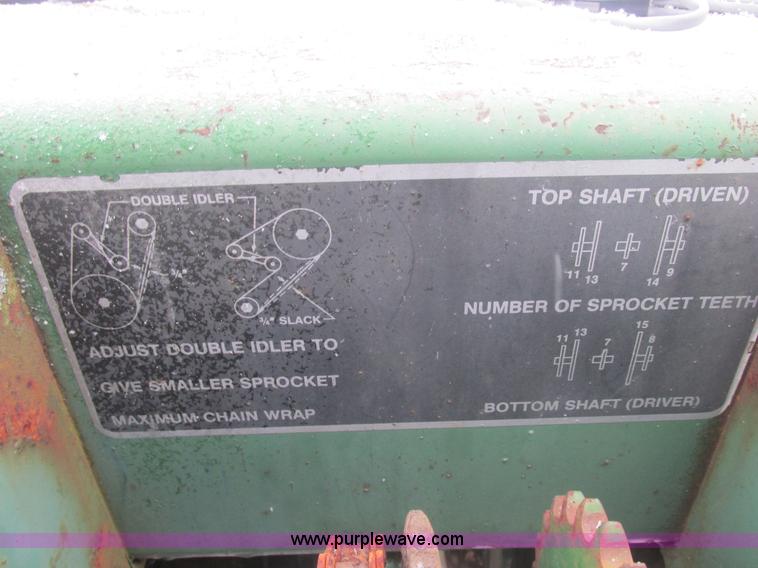 DOUBLE IDLER
3/4"
3/4" SLACK
ADJUST DOUBLE IDLER TO
GIVE SMALLER SPROCKET
MAXIMUM CHAIN WRAP
TOP SHAFT (DRIVEN)
11 13 7 14 9
NUMBER OF SPROCKET TEETH
11 13 7 15 8
BOTTOM SHAFT (DRIVER)
www.purplewave.com